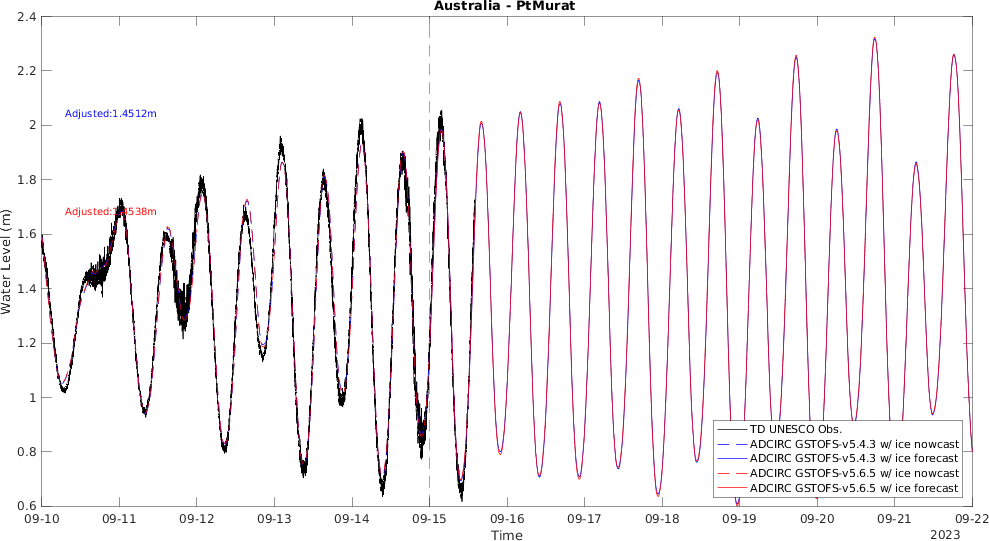 Australia - PtMurat
2.4
2.2
2
1.8
1.6
1.4
1.2
1
0.8
0.6
Water Level (m)
Adjusted:1.4512m
Adjusted:1.4538m
TD UNESCO Obs.
ADCIRC GSTOFS-v5.4.3 w/ ice nowcast
ADCIRC GSTOFS-v5.4.3 w/ ice forecast
ADCIRC GSTOFS-v5.6.5 w/ ice nowcast
ADCIRC GSTOFS-v5.6.5 w/ ice forecast
09-10 09-11 09-12 09-13 09-14 09-15 09-16 09-17 09-18 09-19 09-20 09-21 09-22
Time
2023